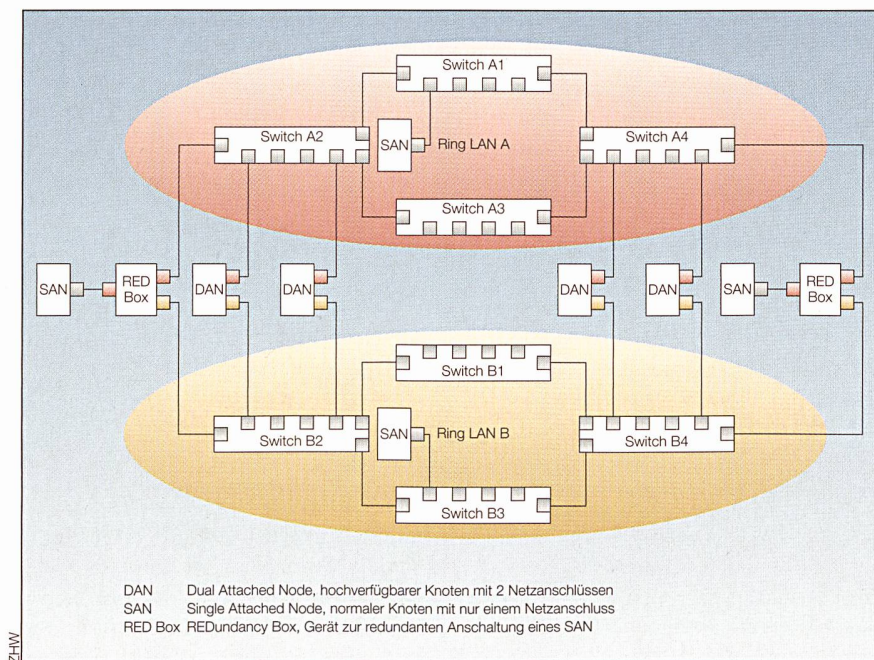 Switch A1
Switch A2
SAN
Ring LAN A
Switch A4
Switch A3
SAN
RED
Box
DAN
DAN
DAN
DAN
SAN
RED
Box
Switch B1
Switch B2
SAN
Ring LAN B
Switch B4
Switch B3
DAN Dual Attached Node, hochverfügbarer Knoten mit 2 Netzanschlüssen
SAN Single Attached Node, normaler Knoten mit nur einem Netzanschluss
RED Box REDundancy Box, Gerät zur redundanten Anschaltung eines SAN
ZHW